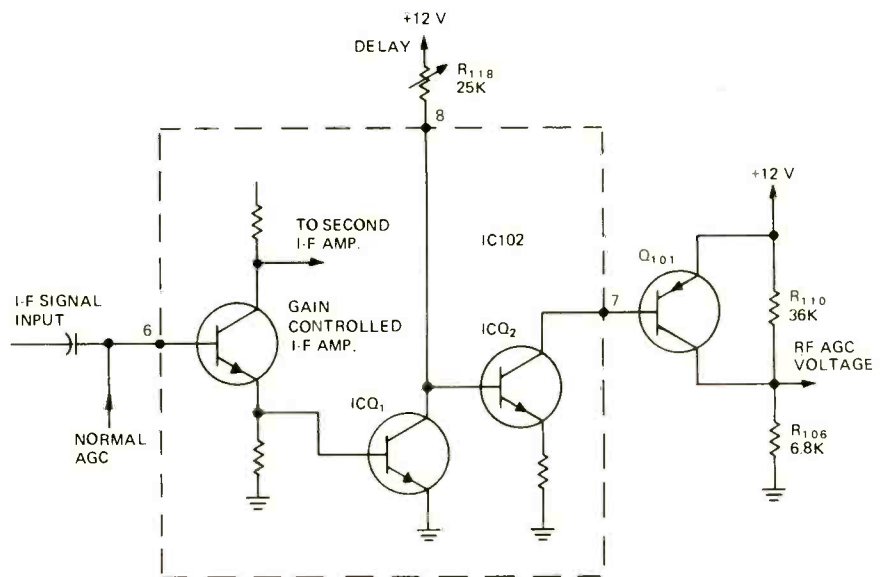 +12 V
DELAY
R118
25K
8
+12 V
TO SECOND
I-F AMP.
IC102
Q101
I-F SIGNAL
INPUT
6
GAIN
CONTROLLED
I-F AMP.
7
R110
36K
ICQ2
RF AGC
VOLTAGE
ICQ1
NORMAL
AGC
R106
6.8K